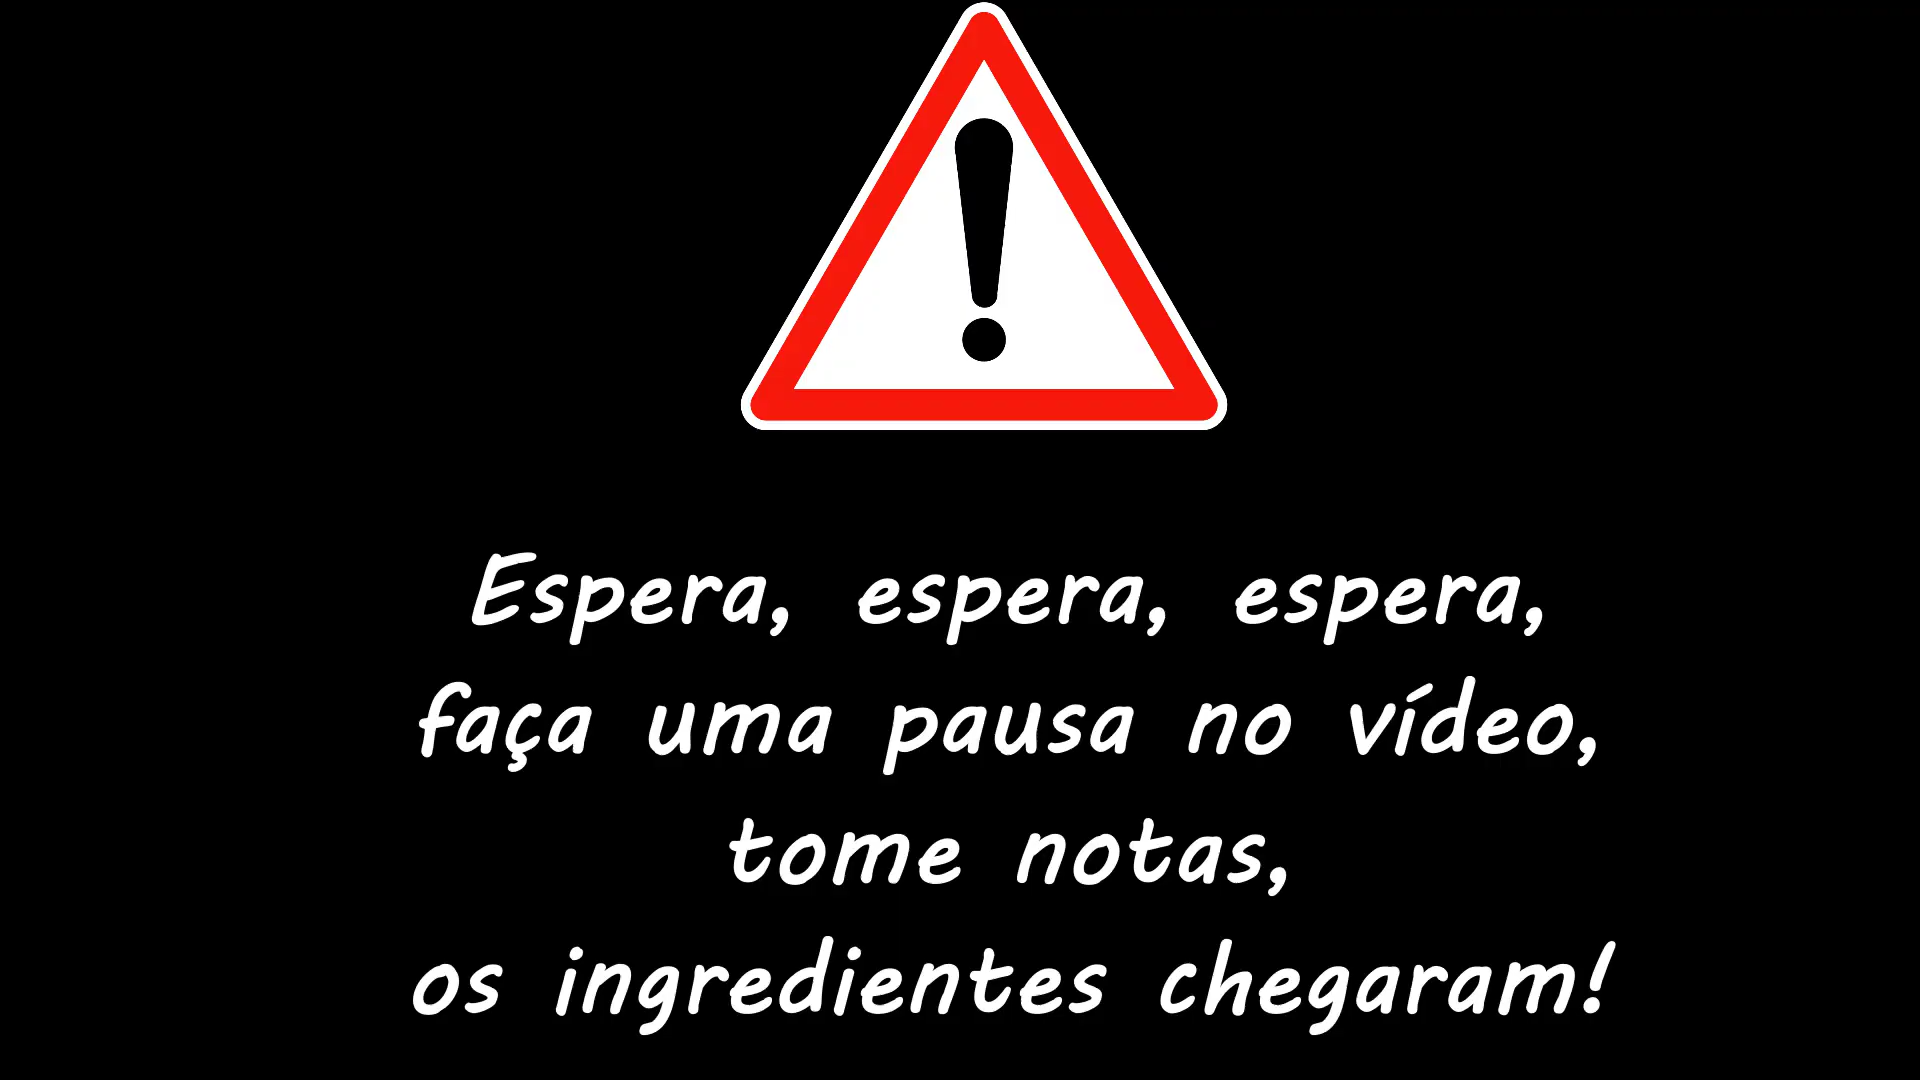 Espera, espera, espera,
faça uma pausa no vídeo,
tome notas,
os ingredientes chegaram!